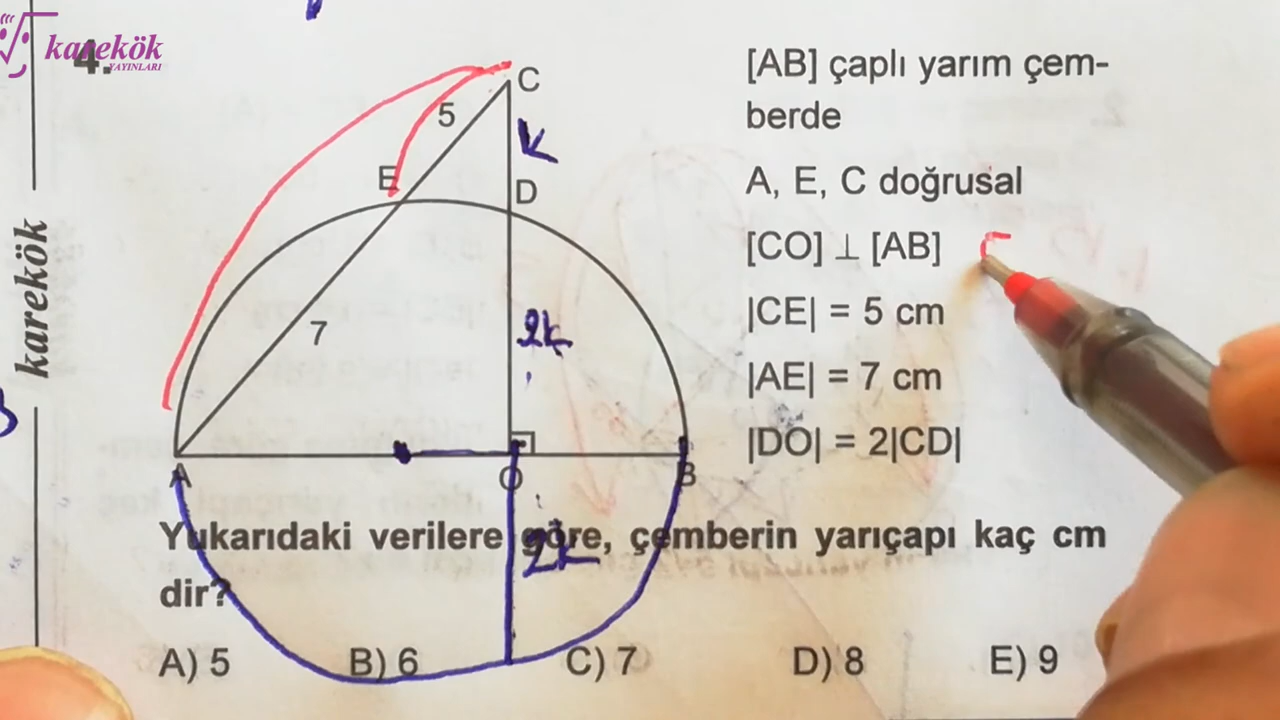 karekök
YAYINLARI
4.
karekök
C
5
k
E
D
7
2k
A
O
B
2k
[AB] çaplı yarım çem-
berde
A, E, C doğrusal
[CO] ⊥ [AB]
|CE| = 5 cm
|AE| = 7 cm
|DO| = 2|CD|
Yukarıdaki verilere göre, çemberin yarıçapı kaç cm
dir?
A) 5 B) 6 C) 7 D) 8 E) 9